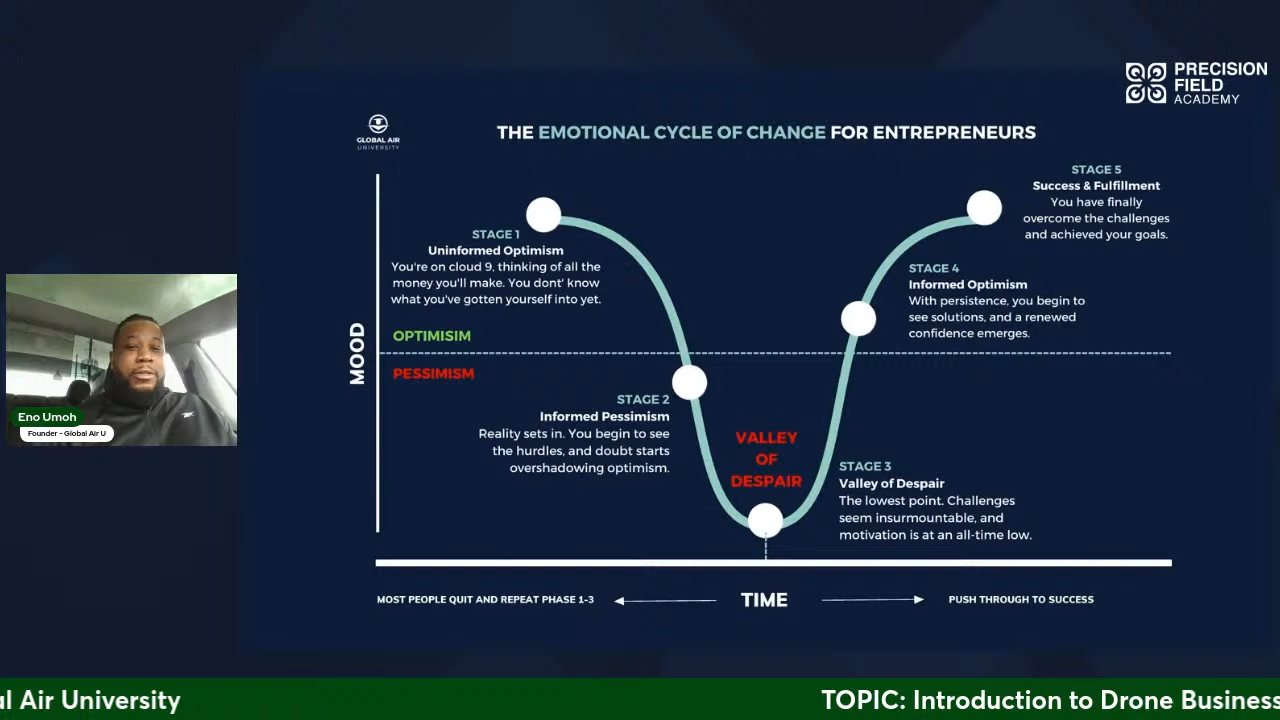 PRECISION
FIELD
ACADEMY
GLOBAL AIR
UNIVERSITY
THE EMOTIONAL CYCLE OF CHANGE FOR ENTREPRENEURS
STAGE 1
Uninformed Optimism
You're on cloud 9, thinking of all the
money you'll make. You dont' know
what you've gotten yourself into yet.
STAGE 5
Success & Fulfillment
You have finally
overcome the challenges
and achieved your goals.
STAGE 4
Informed Optimism
With persistence, you begin to
see solutions, and a renewed
confidence emerges.
MOOD
OPTIMISIM
PESSIMISM
STAGE 2
Informed Pessimism
Reality sets in. You begin to see
the hurdles, and doubt starts
overshadowing optimism.
VALLEY
OF
DESPAIR
STAGE 3
Valley of Despair
The lowest point. Challenges
seem insurmountable, and
motivation is at an all-time low.
MOST PEOPLE QUIT AND REPEAT PHASE 1-3
TIME
PUSH THROUGH TO SUCCESS
Eno Umoh
Founder - Global Air U
al Air University
TOPIC: Introduction to Drone Business